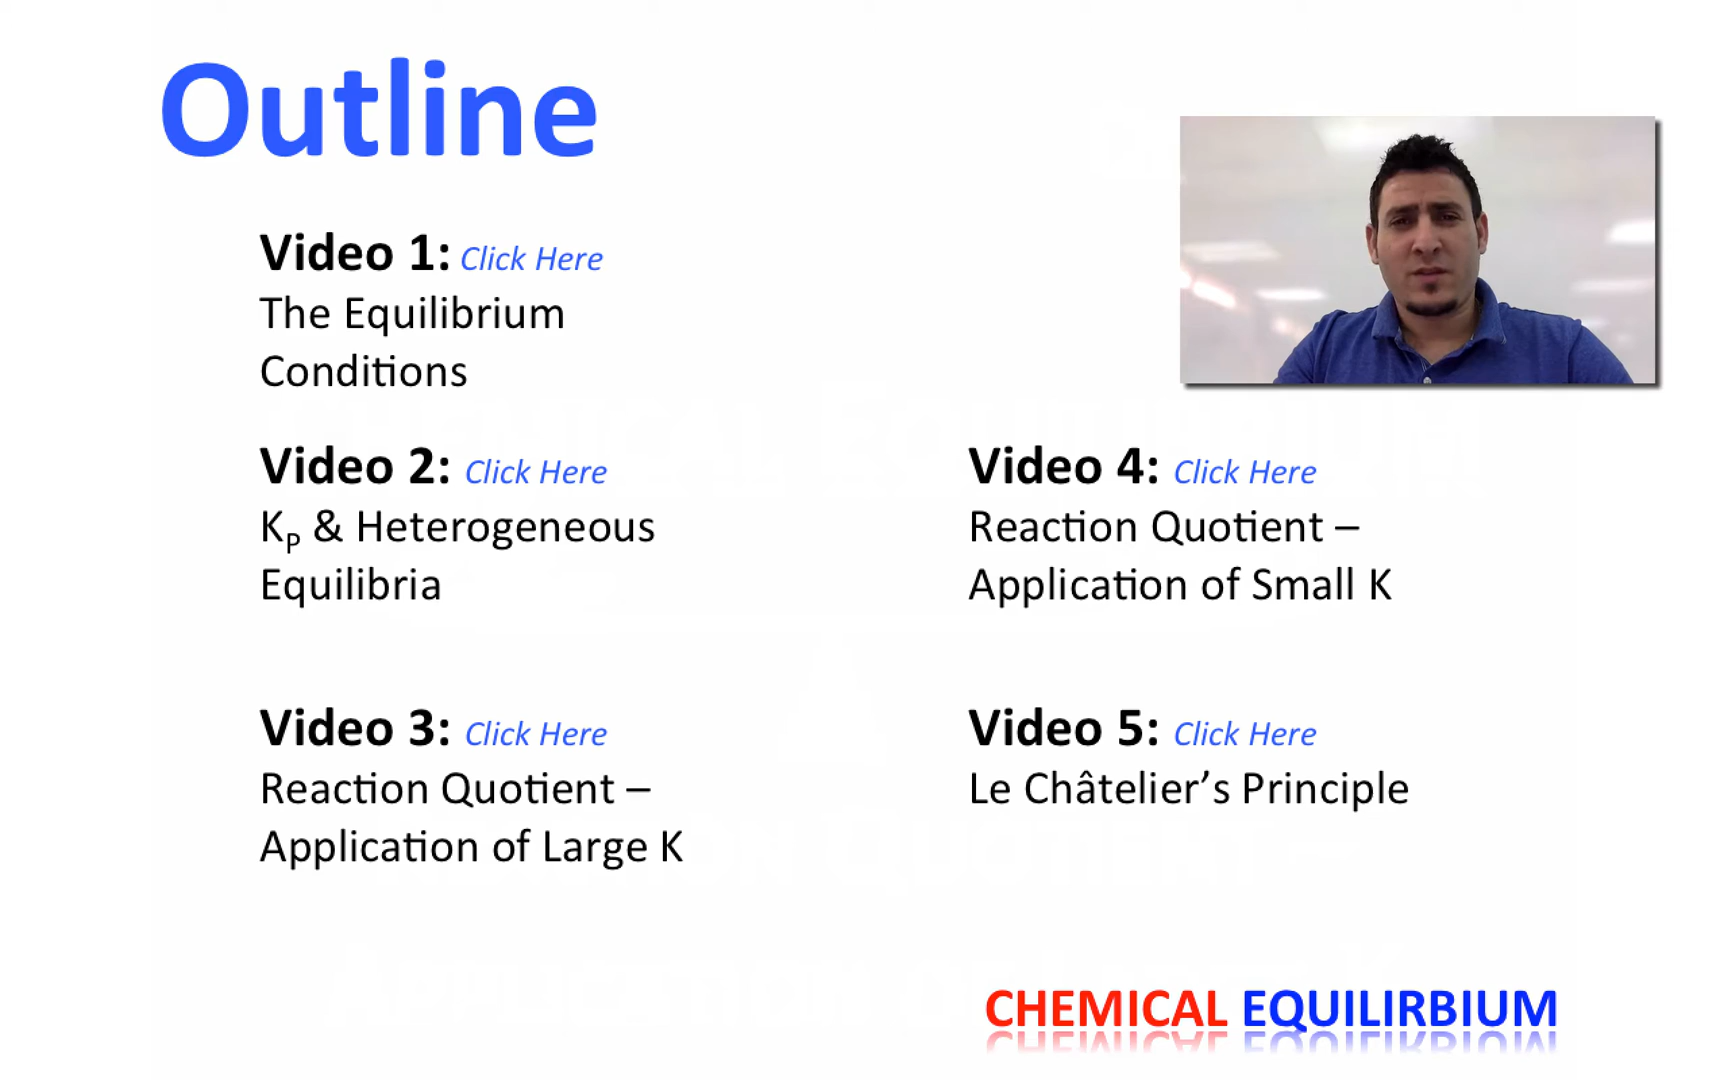 Outline
Video 1: Click Here
The Equilibrium
Conditions
Video 2: Click Here
K_P & Heterogeneous
Equilibria
Video 3: Click Here
Reaction Quotient –
Application of Large K
Video 4: Click Here
Reaction Quotient –
Application of Small K
Video 5: Click Here
Le Châtelier’s Principle
CHEMICAL EQUILIRBIUM